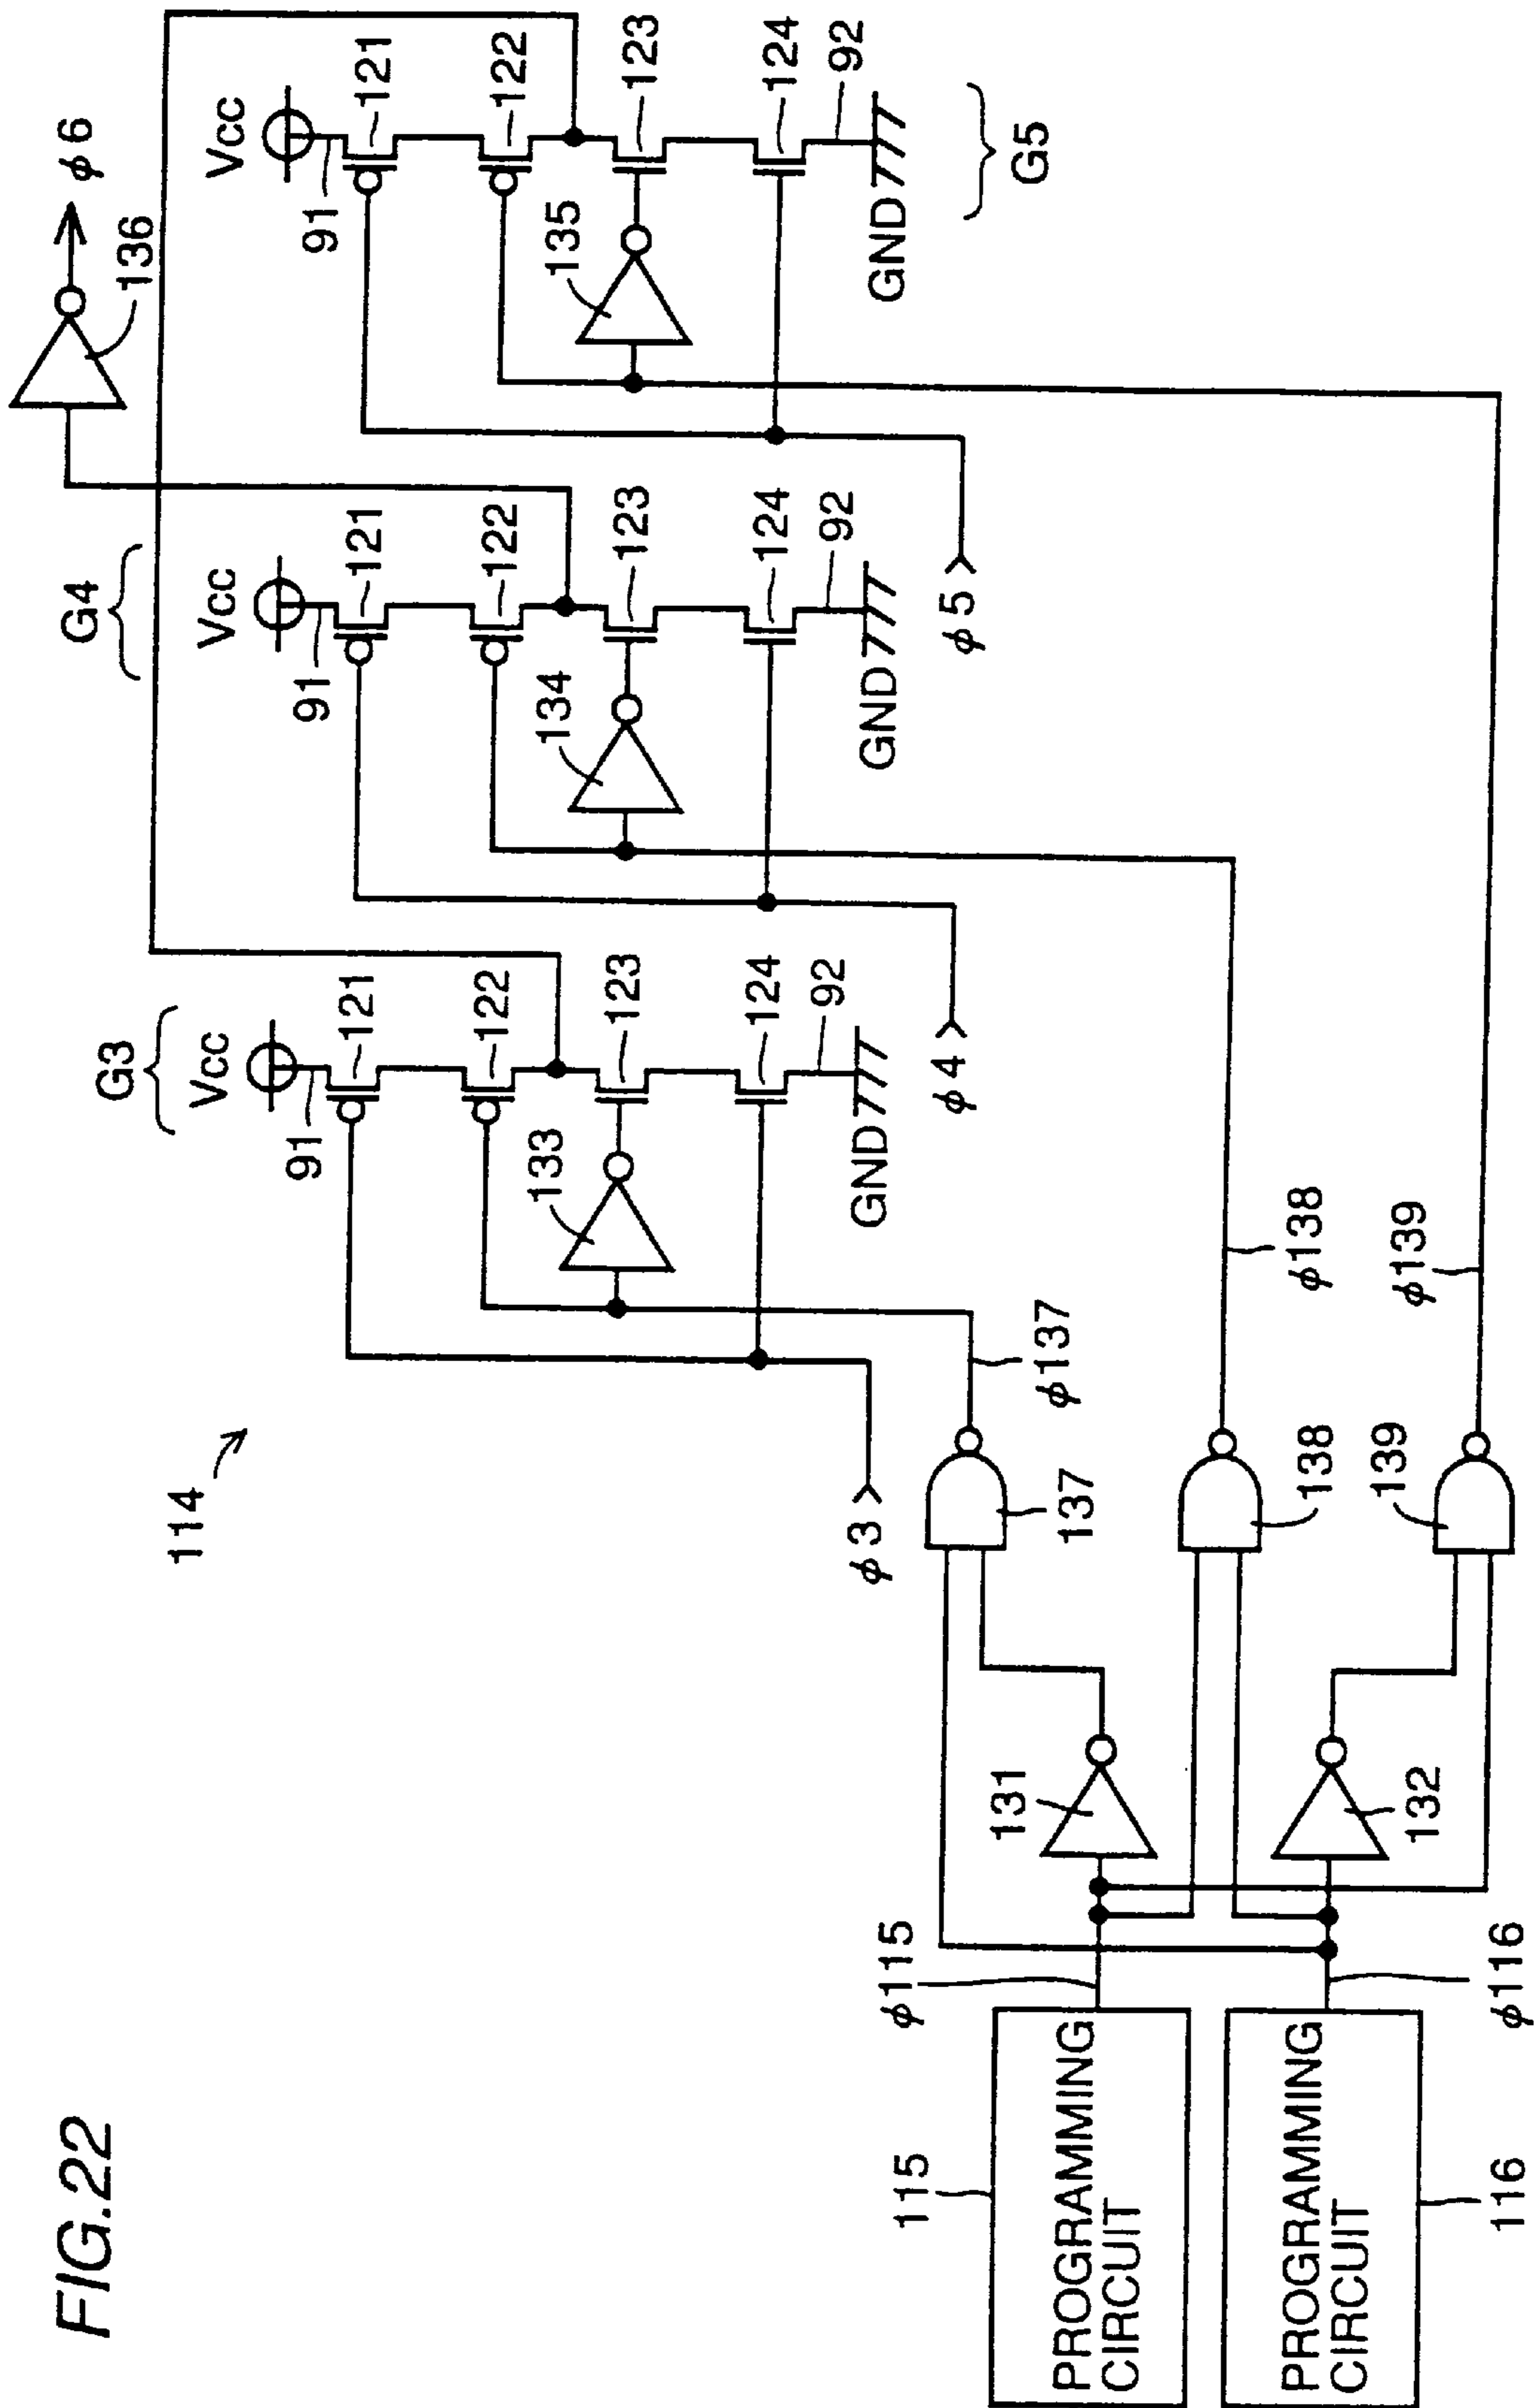 FIG.22
114
G3
G4
G5
φ6
136
Vcc
Vcc
Vcc
91
91
91
121
121
121
122
122
122
133
134
135
123
123
123
124
124
124
92
92
92
GND
GND
GND
φ3
φ4
φ5
115
PROGRAMMING
CIRCUIT
φ115
131
137
φ137
138
φ138
116
PROGRAMMING
CIRCUIT
φ116
132
139
φ139